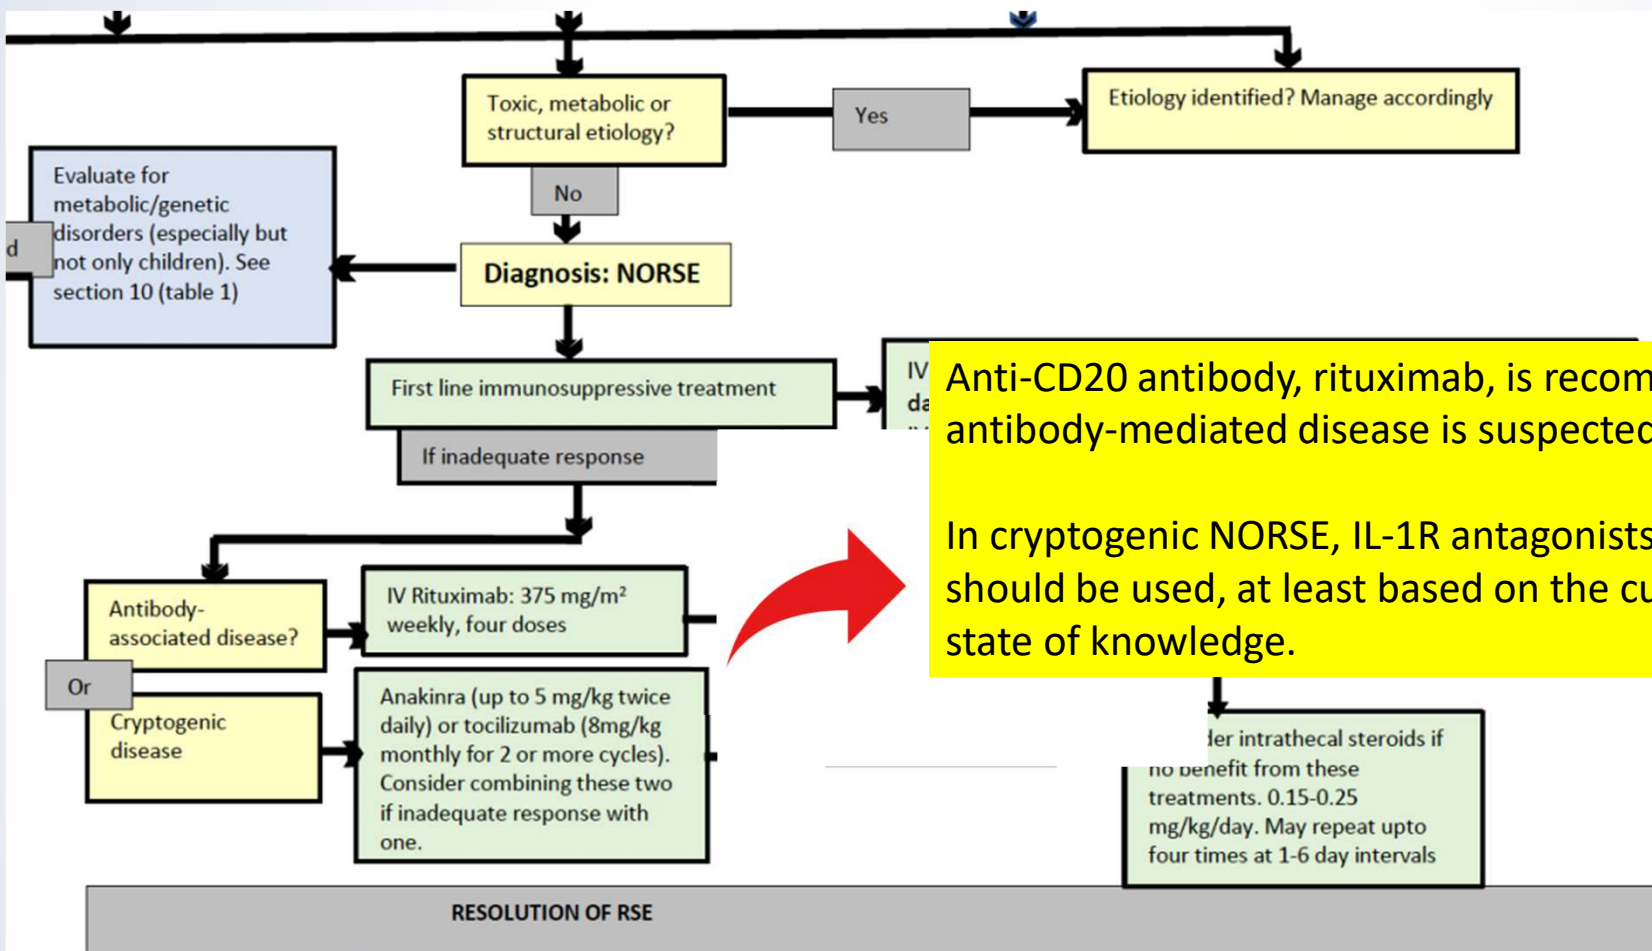 Toxic, metabolic or
structural etiology?
Yes
Etiology identified? Manage accordingly
No
Evaluate for
metabolic/genetic
disorders (especially but
not only children). See
section 10 (table 1)
d
Diagnosis: NORSE
First line immunosuppressive treatment
IV
da
If inadequate response
Anti-CD20 antibody, rituximab, is recom
antibody-mediated disease is suspected
In cryptogenic NORSE, IL-1R antagonists
should be used, at least based on the cu
state of knowledge.
Antibody-
associated disease?
IV Rituximab: 375 mg/m²
weekly, four doses
Or
Cryptogenic
disease
Anakinra (up to 5 mg/kg twice
daily) or tocilizumab (8mg/kg
monthly for 2 or more cycles).
Consider combining these two
if inadequate response with
one.
der intrathecal steroids if
no benefit from these
treatments. 0.15-0.25
mg/kg/day. May repeat upto
four times at 1-6 day intervals
RESOLUTION OF RSE